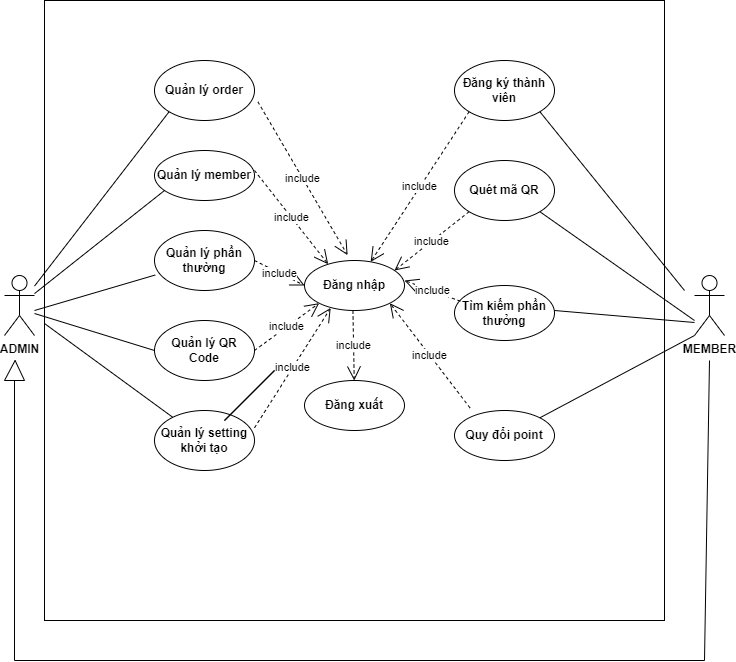 Quản lý order
Đăng ký thành
viên
Quản lý member
include
include
Quét mã QR
include
include
include
Quản lý phần
thưởng
include
Đăng nhập
include
Tìm kiếm phần
thưởng
ADMIN
MEMBER
Quản lý QR
Code
include
include
include
include
Đăng xuất
Quản lý setting
khởi tạo
Quy đổi point